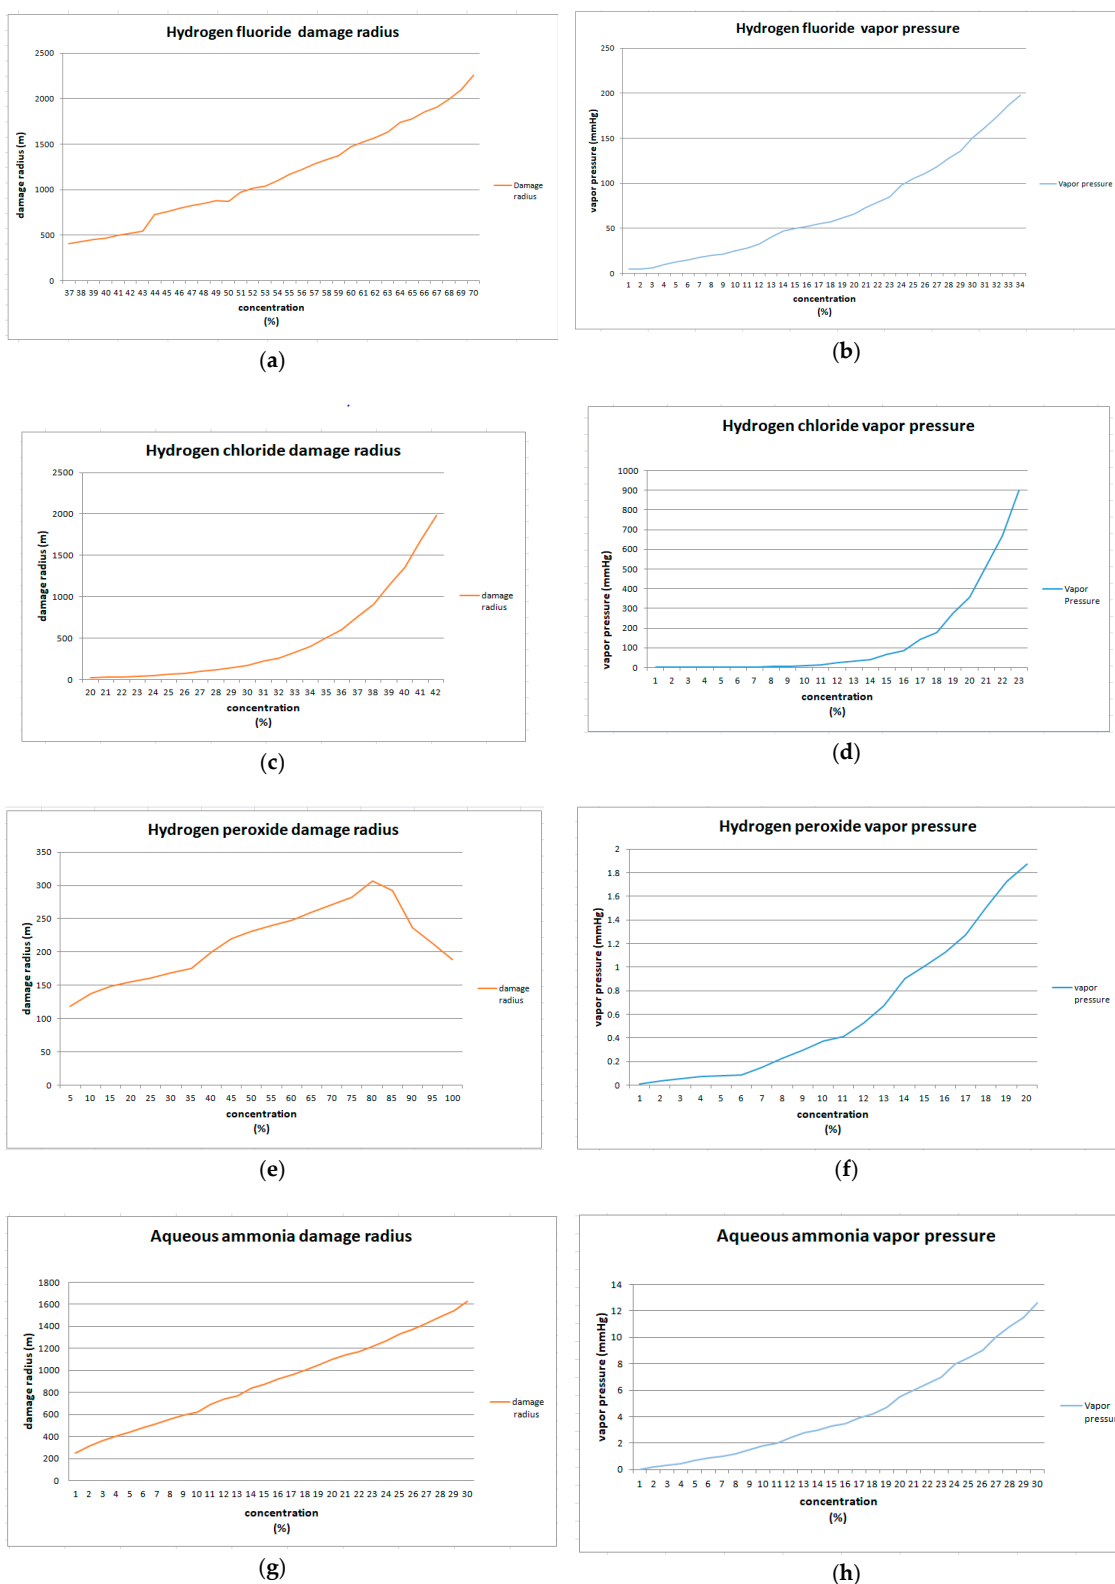 Hydrogen fluoride damage radius
2500
2000
1500
1000
500
0
damage radius (m)
37 38 39 40 41 42 43 44 45 46 47 48 49 50 51 52 53 54 55 56 57 58 59 60 61 62 63 64 65 66 67 68 69 70
concentration
(%)
Damage
radius
(a)
Hydrogen fluoride vapor pressure
250
200
150
100
50
0
vapor pressure (mmHg)
1 2 3 4 5 6 7 8 9 10 11 12 13 14 15 16 17 18 19 20 21 22 23 24 25 26 27 28 29 30 31 32 33 34
concentration
(%)
Vapor pressure
(b)
Hydrogen chloride damage radius
2500
2000
1500
1000
500
0
damage radius (m)
20 21 22 23 24 25 26 27 28 29 30 31 32 33 34 35 36 37 38 39 40 41 42
concentration
(%)
damage
radius
(c)
Hydrogen chloride vapor pressure
1000
900
800
700
600
500
400
300
200
100
0
vapor pressure (mmHg)
1 2 3 4 5 6 7 8 9 10 11 12 13 14 15 16 17 18 19 20 21 22 23
concentration
(%)
Vapor
Pressure
(d)
Hydrogen peroxide damage radius
350
300
250
200
150
100
50
0
damage radius (m)
5 10 15 20 25 30 35 40 45 50 55 60 65 70 75 80 85 90 95 100
concentration
(%)
damage
radius
(e)
Hydrogen peroxide vapor pressure
2
1.8
1.6
1.4
1.2
1
0.8
0.6
0.4
0.2
0
vapor pressure (mmHg)
1 2 3 4 5 6 7 8 9 10 11 12 13 14 15 16 17 18 19 20
concentration
(%)
vapor
pressure
(f)
Aqueous ammonia damage radius
1800
1600
1400
1200
1000
800
600
400
200
0
damage radius (m)
1 2 3 4 5 6 7 8 9 10 11 12 13 14 15 16 17 18 19 20 21 22 23 24 25 26 27 28 29 30
concentration
(%)
damage
radius
(g)
Aqueous ammonia vapor pressure
14
12
10
8
6
4
2
0
vapor pressure (mmHg)
1 2 3 4 5 6 7 8 9 10 11 12 13 14 15 16 17 18 19 20 21 22 23 24 25 26 27 28 29 30
concentration
(%)
Vapor
pressur
(h)